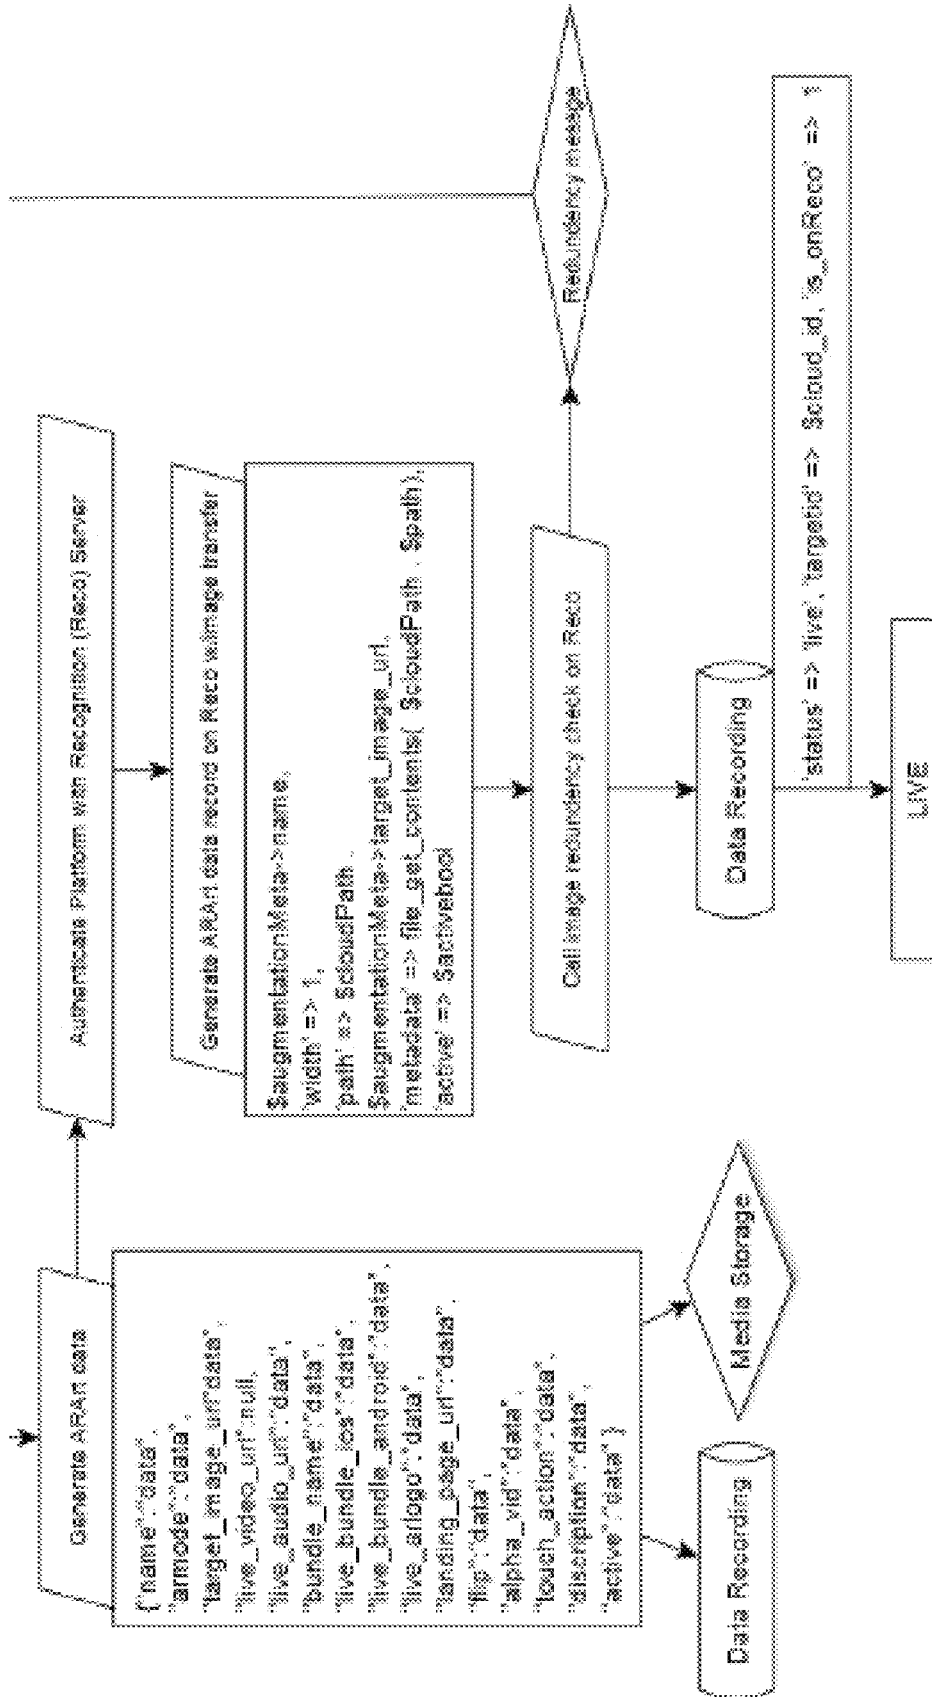 Generate ARArt data
{"name":"data",
"armode":"data",
"target_image_url"data",
"live_video_url":null,
"live_audio_url":"data",
"bundle_name":"data",
"live_bundle_ios":"data",
"live_bundle_android":"data",
"live_arlogo":"data",
"landing_page_url":"data",
"flip":"data",
"alpha_vid":"data",
"touch_action":"data",
"discription":"data",
"active":"data"}
Data Recording
Media Storage
Authenticate Platform with Recognition (Reco) Server
Generate ARArt data record on Reco w/image transfer
$augmentationMeta->name,
'width' => 1,
'path' => $cloudPath .
$augmentationMeta->target_image_url,
'metadata' => file_get_contents( $cloudPath . $path),
'active' => $activebool
Call image redundency check on Reco
Redundency message
Data Recording
'status' => 'live', 'targetid' => $cloud_id, 'is_onReco' => 1
LIVE